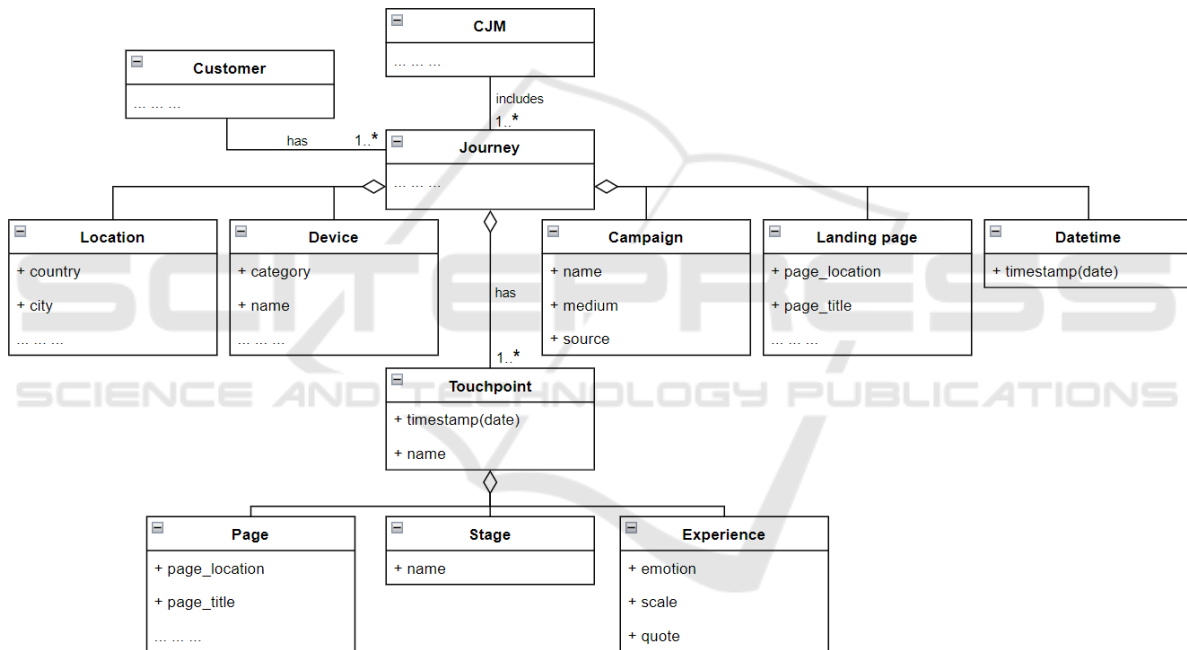 CJM
... ... ...
Customer
... ... ...
includes
1..*
has
1..*
Journey
... ... ...
Location
+ country
+ city
... ... ...
Device
+ category
+ name
... ... ...
Campaign
+ name
+ medium
+ source
Landing page
+ page_location
+ page_title
... ... ...
Datetime
+ timestamp(date)
has
1..*
Touchpoint
+ timestamp(date)
+ name
Page
+ page_location
+ page_title
... ... ...
Stage
+ name
Experience
+ emotion
+ scale
+ quote
SCITEPRESS
SCIENCE AND TECHNOLOGY PUBLICATIONS